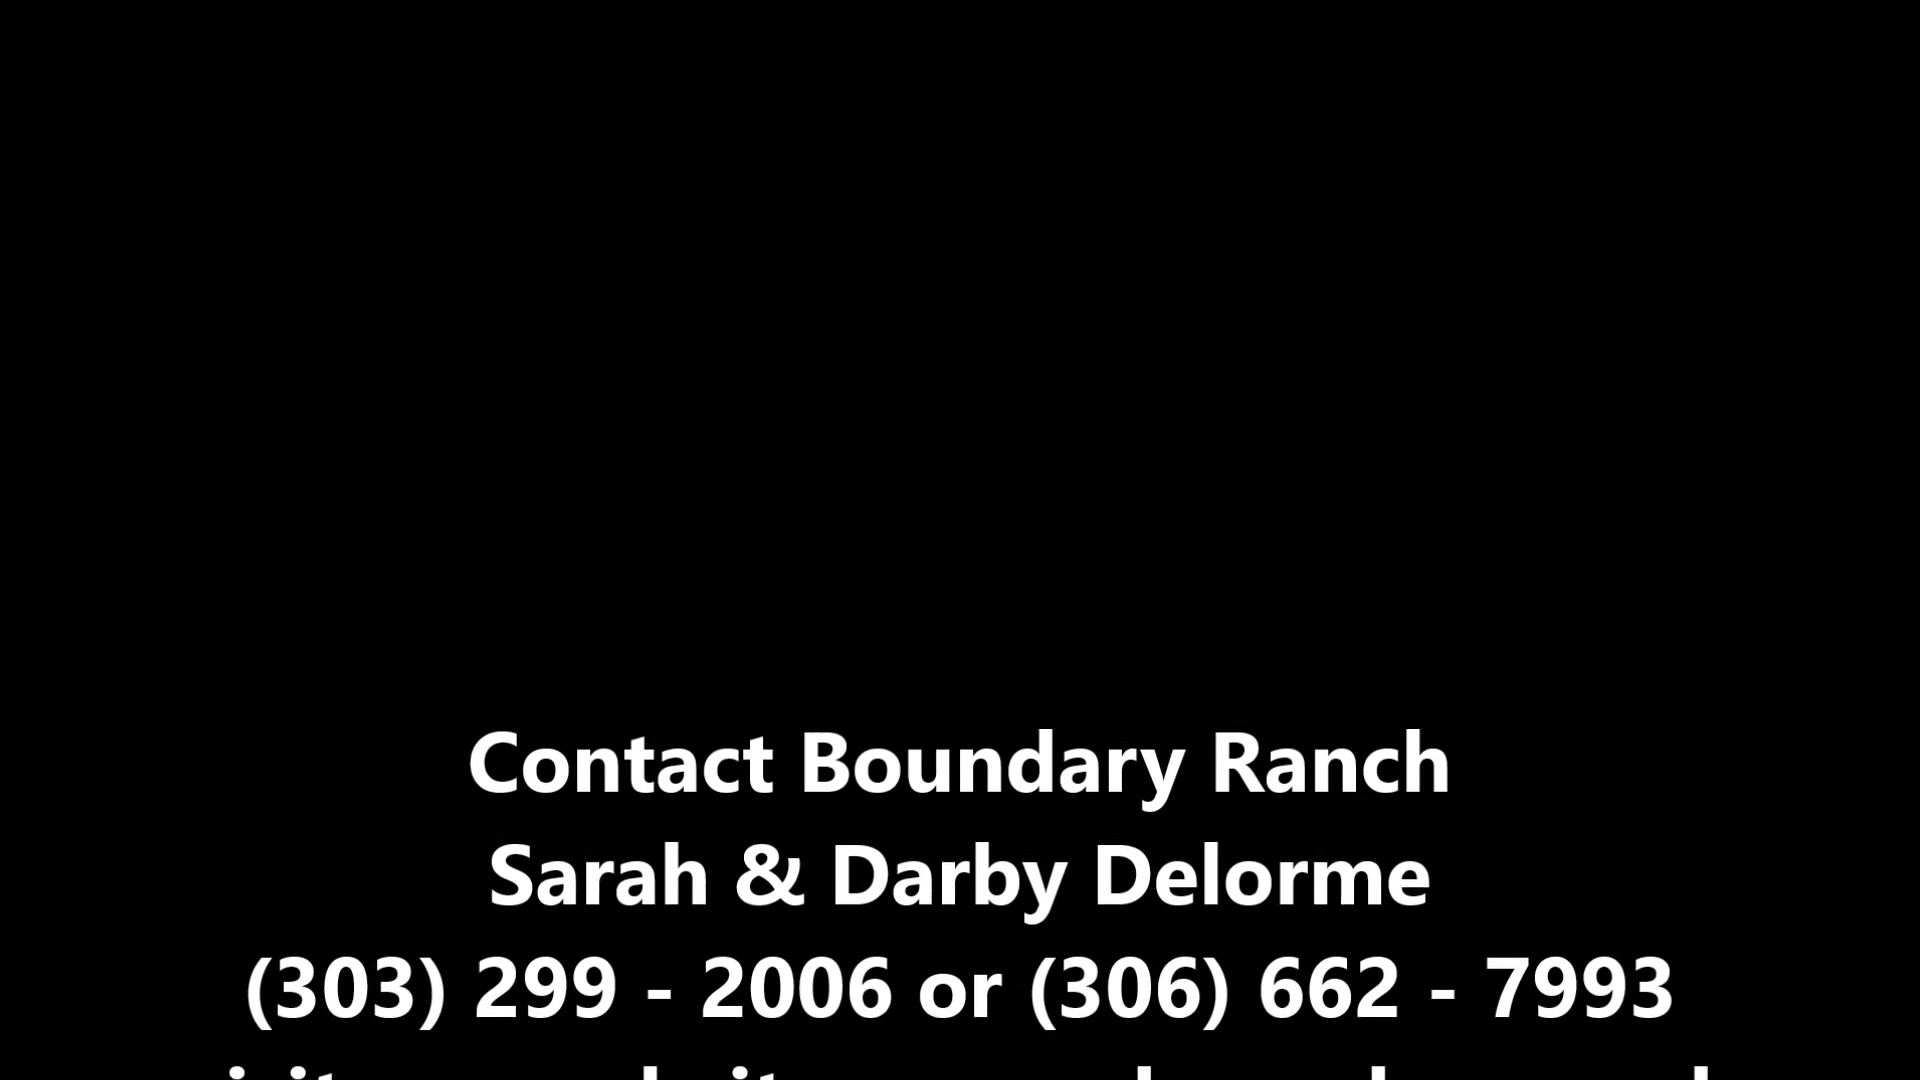 Contact Boundary Ranch
Sarah & Darby Delorme
(303) 299 - 2006 or (306) 662 - 7993